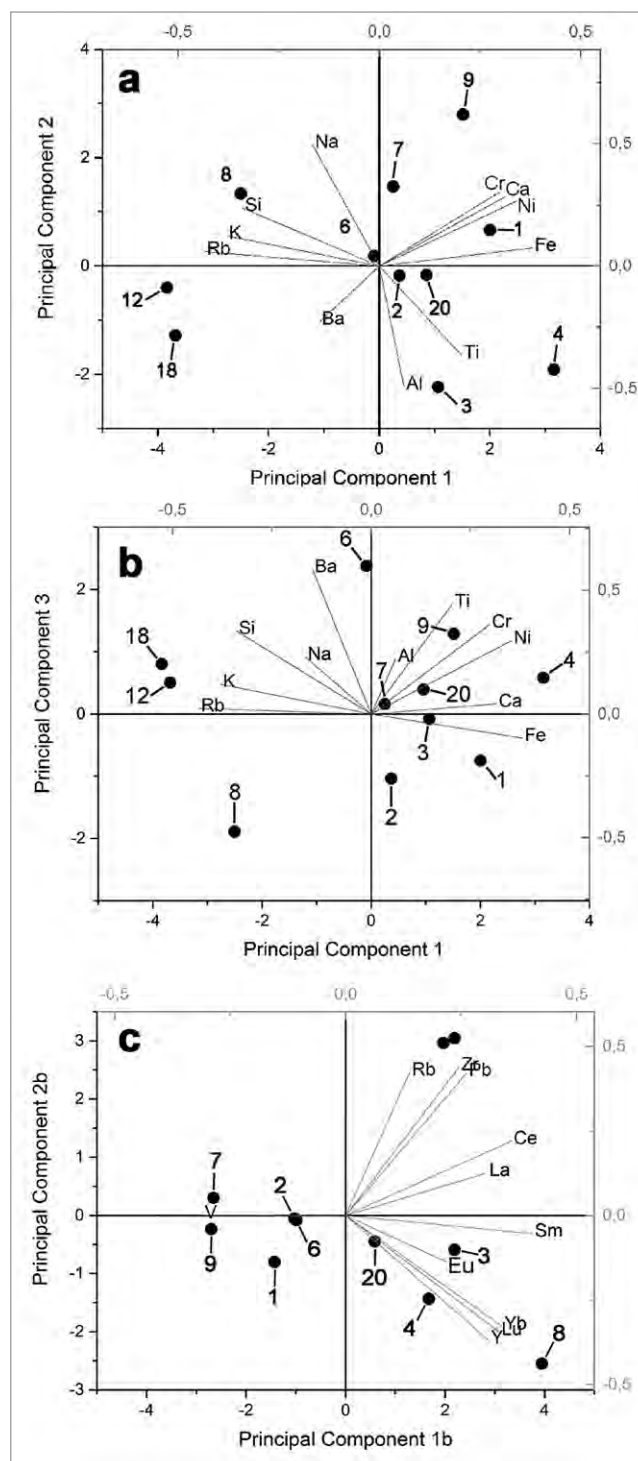 -0,5 0,0 0,5
a
4
9
Na
7
0,5
8
Cr
Ca
2
Principal Component 2
Si
Ni
6
1
K
Fe
Rb
0
0,0
12
2
20
Ba
4
18
Ti
-2
Al
3
-0,5
-4 -2 0 2 4
Principal Component 1
-0,5 0,0 0,5
b
6
Ba
2
0,5
Ti
Cr
18
Si
9
Ni
Principal Component 3
Na
7
Al
4
12
K
20
Ca
Rb
0
0,0
3
Fe
8
1
2
-2
-0,5
-4 -2 0 2 4
Principal Component 1
-0,5 0,0 0,5
c
3
0,5
Rb
Zr
Pb
2
Ce
7
1
2
La
Principal Component 2b
V
0
0,0
Sm
9
6
20
3
Eu
-1
1
4
Yb
Lu
8
Y
-2
-0,5
-3
-4 -2 0 2 4
Principal Component 1b